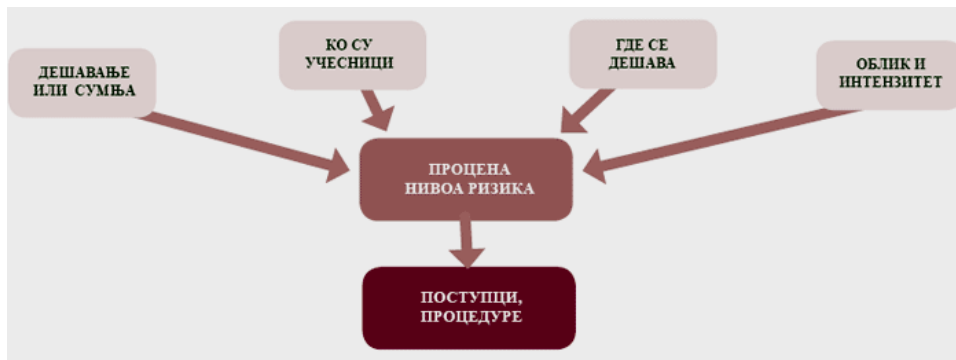 ДЕШАВАЊЕ
ИЛИ СУМЊА
КО СУ
УЧЕСНИЦИ
ГДЕ СЕ
ДЕШАВА
ОБЛИК И
ИНТЕНЗИТЕТ
ПРОЦЕНА
НИВОА РИЗИКА
ПОСТУПЦИ,
ПРОЦЕДУРЕ